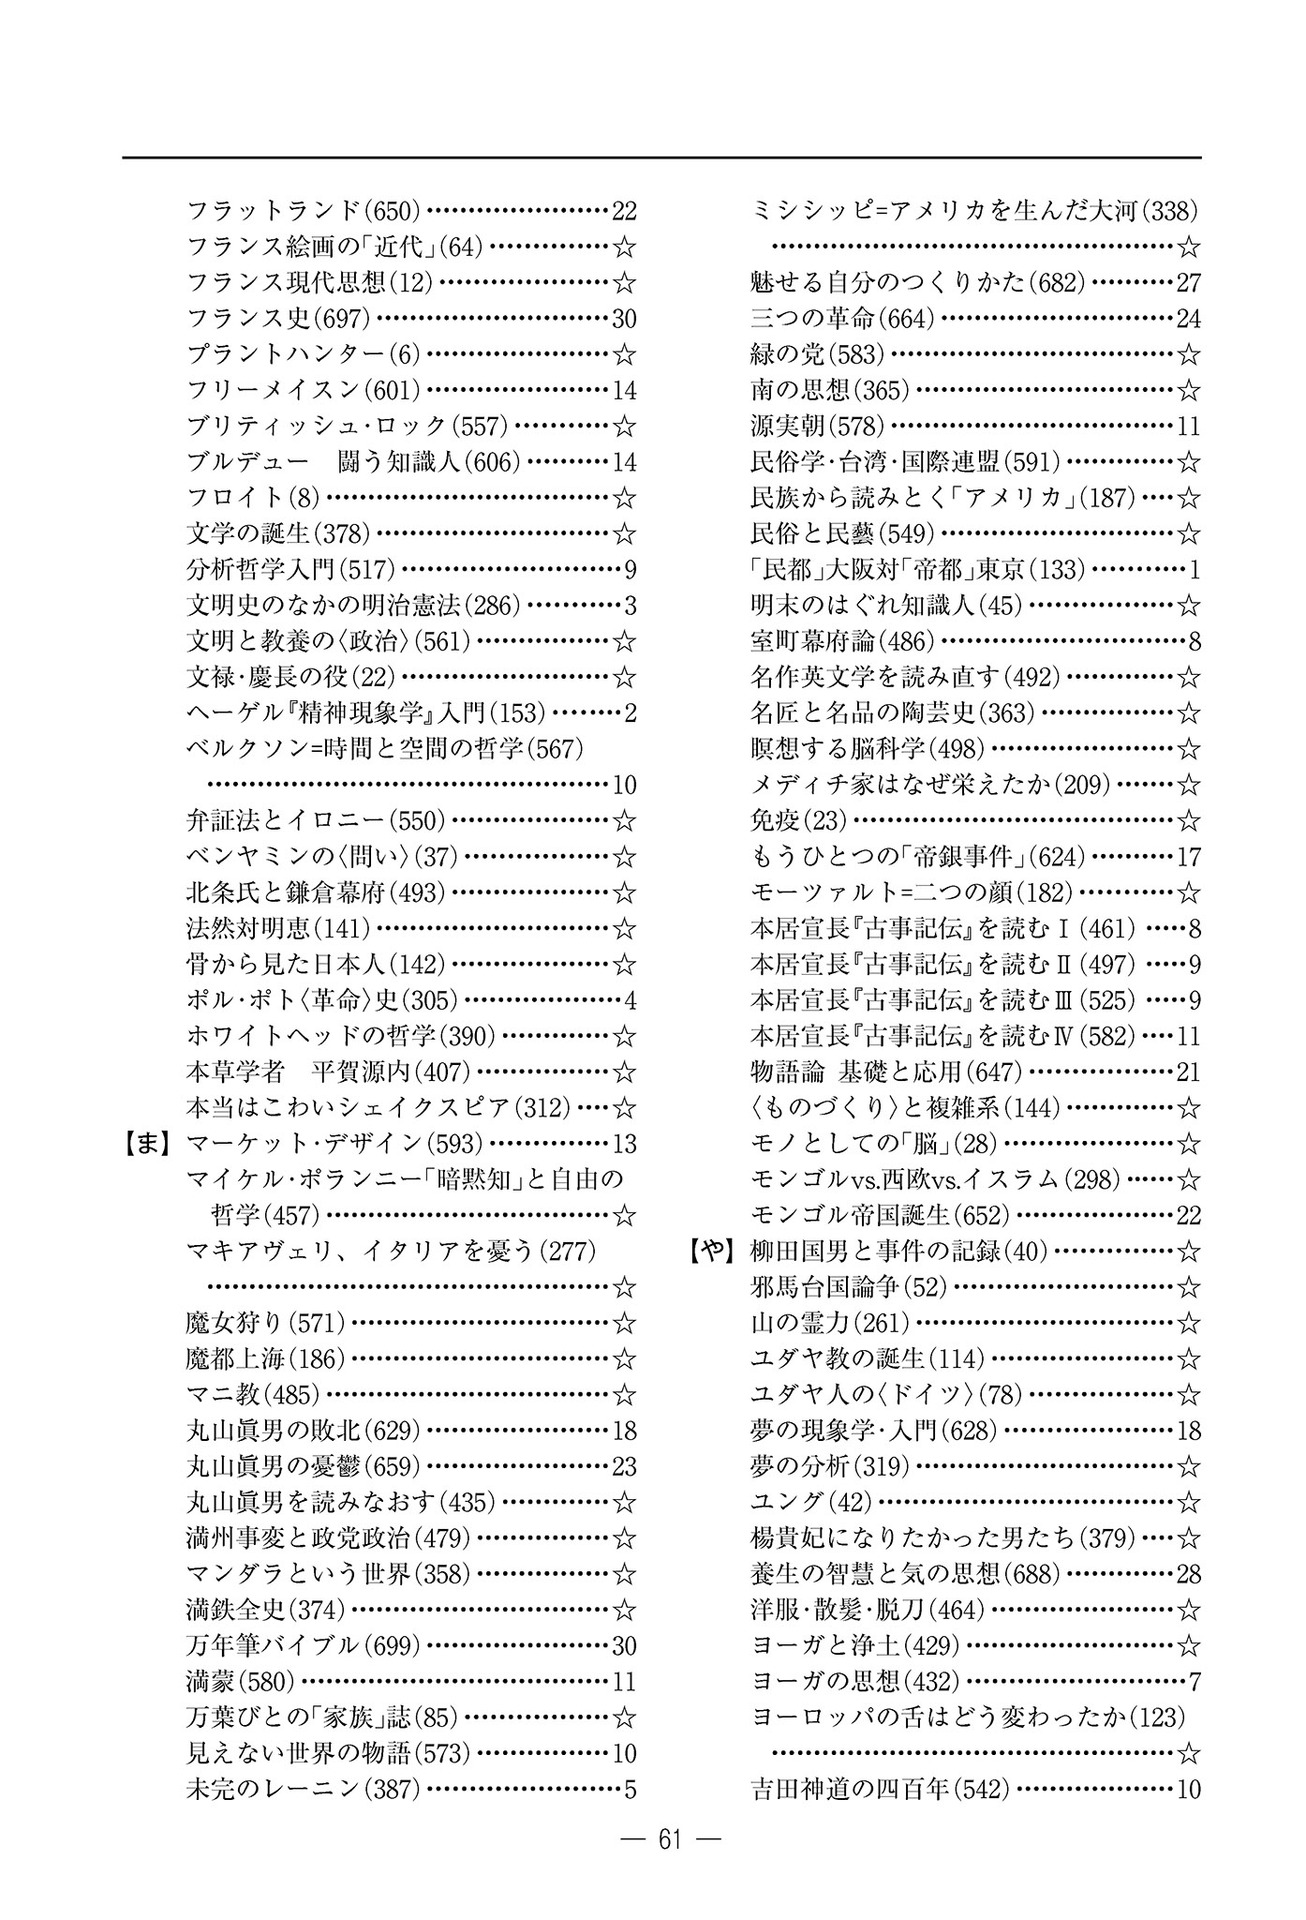 フラットランド(650)……………………22
フランス絵画の「近代」(64)……………☆
フランス現代思想(12)…………………☆
フランス史(697)…………………………30
プラントハンター(6)……………………☆
フリーメイスン(601)……………………14
ブリティッシュ・ロック(557)…………☆
ブルデュー　闘う知識人(606)…………14
フロイト(8)………………………………☆
文学の誕生(378)…………………………☆
分析哲学入門(517)………………………9
文明史のなかの明治憲法(286)…………3
文明と教養の〈政治〉(561)………………☆
文禄・慶長の役(22)………………………☆
ヘーゲル『精神現象学』入門(153)………2
ベルクソン=時間と空間の哲学(567)
……………………………………………10
弁証法とイロニー(550)…………………☆
ベンヤミンの〈問い〉(37)…………………☆
北条氏と鎌倉幕府(493)…………………☆
法然対明恵(141)…………………………☆
骨から見た日本人(142)…………………☆
ポル・ポト〈革命〉史(305)…………………4
ホワイトヘッドの哲学(390)……………☆
本草学者　平賀源内(407)………………☆
本当はこわいシェイクスピア(312)……☆
【ま】マーケット・デザイン(593)……………13
マイケル・ポランニー「暗黙知」と自由の
哲学(457)………………………………☆
マキアヴェリ、イタリアを憂う(277)
……………………………………………☆
魔女狩り(571)……………………………☆
魔都上海(186)……………………………☆
マニ教(485)………………………………☆
丸山眞男の敗北(629)……………………18
丸山眞男の憂鬱(659)……………………23
丸山眞男を読みなおす(435)……………☆
満州事変と政党政治(479)………………☆
マンダラという世界(358)………………☆
満鉄全史(374)……………………………☆
万年筆バイブル(699)……………………30
満蒙(580)…………………………………11
万葉びとの「家族」誌(85)…………………☆
見えない世界の物語(573)………………10
未完のレーニン(387)……………………5
ミシシッピ=アメリカを生んだ大河(338)
……………………………………………☆
魅せる自分のつくりかた(682)…………27
三つの革命(664)…………………………24
緑の党(583)………………………………☆
南の思想(365)……………………………☆
源実朝(578)………………………………11
民俗学・台湾・国際連盟(591)……………☆
民族から読みとく「アメリカ」(187)……☆
民俗と民藝(549)…………………………☆
「民都」大阪対「帝都」東京(133)…………1
明末のはぐれ知識人(45)………………☆
室町幕府論(486)…………………………8
名作英文学を読み直す(492)……………☆
名匠と名品の陶芸史(363)………………☆
瞑想する脳科学(498)……………………☆
メディチ家はなぜ栄えたか(209)………☆
免疫(23)……………………………………☆
もうひとつの「帝銀事件」(624)…………17
モーツァルト=二つの顔(182)…………☆
本居宣長『古事記伝』を読むⅠ(461)……8
本居宣長『古事記伝』を読むⅡ(497)……9
本居宣長『古事記伝』を読むⅢ(525)……9
本居宣長『古事記伝』を読むⅣ(582)……11
物語論 基礎と応用(647)…………………21
〈ものづくり〉と複雑系(144)……………☆
モノとしての「脳」(28)……………………☆
モンゴルvs.西欧vs.イスラム(298)……☆
モンゴル帝国誕生(652)…………………22
【や】柳田国男と事件の記録(40)……………☆
邪馬台国論争(52)…………………………☆
山の霊力(261)……………………………☆
ユダヤ教の誕生(114)……………………☆
ユダヤ人の〈ドイツ〉(78)…………………☆
夢の現象学・入門(628)…………………18
夢の分析(319)……………………………☆
ユング(42)…………………………………☆
楊貴妃になりたかった男たち(379)……☆
養生の智慧と気の思想(688)……………28
洋服・散髪・脱刀(464)……………………☆
ヨーガと浄土(429)………………………☆
ヨーガの思想(432)………………………7
ヨーロッパの舌はどう変わったか(123)
……………………………………………☆
吉田神道の四百年(542)…………………10
― 61 ―